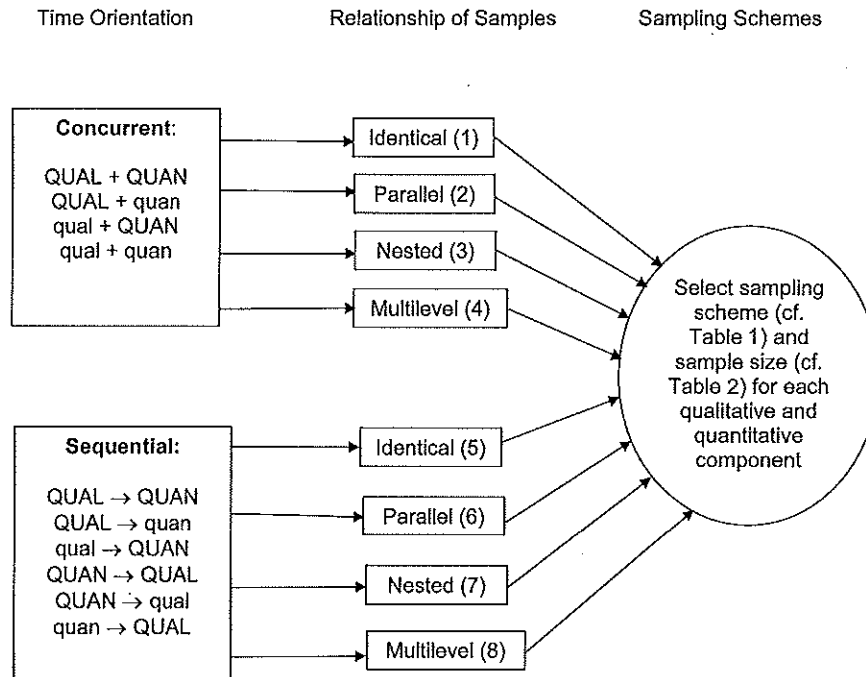 Time Orientation
Relationship of Samples
Sampling Schemes
Concurrent:
QUAL + QUAN
QUAL + quan
qual + QUAN
qual + quan
Identical (1)
Parallel (2)
Nested (3)
Multilevel (4)
Sequential:
QUAL → QUAN
QUAL → quan
qual → QUAN
QUAN → QUAL
QUAN → qual
quan → QUAL
Identical (5)
Parallel (6)
Nested (7)
Multilevel (8)
Select sampling
scheme (cf.
Table 1) and
sample size (cf.
Table 2) for each
qualitative and
quantitative
component